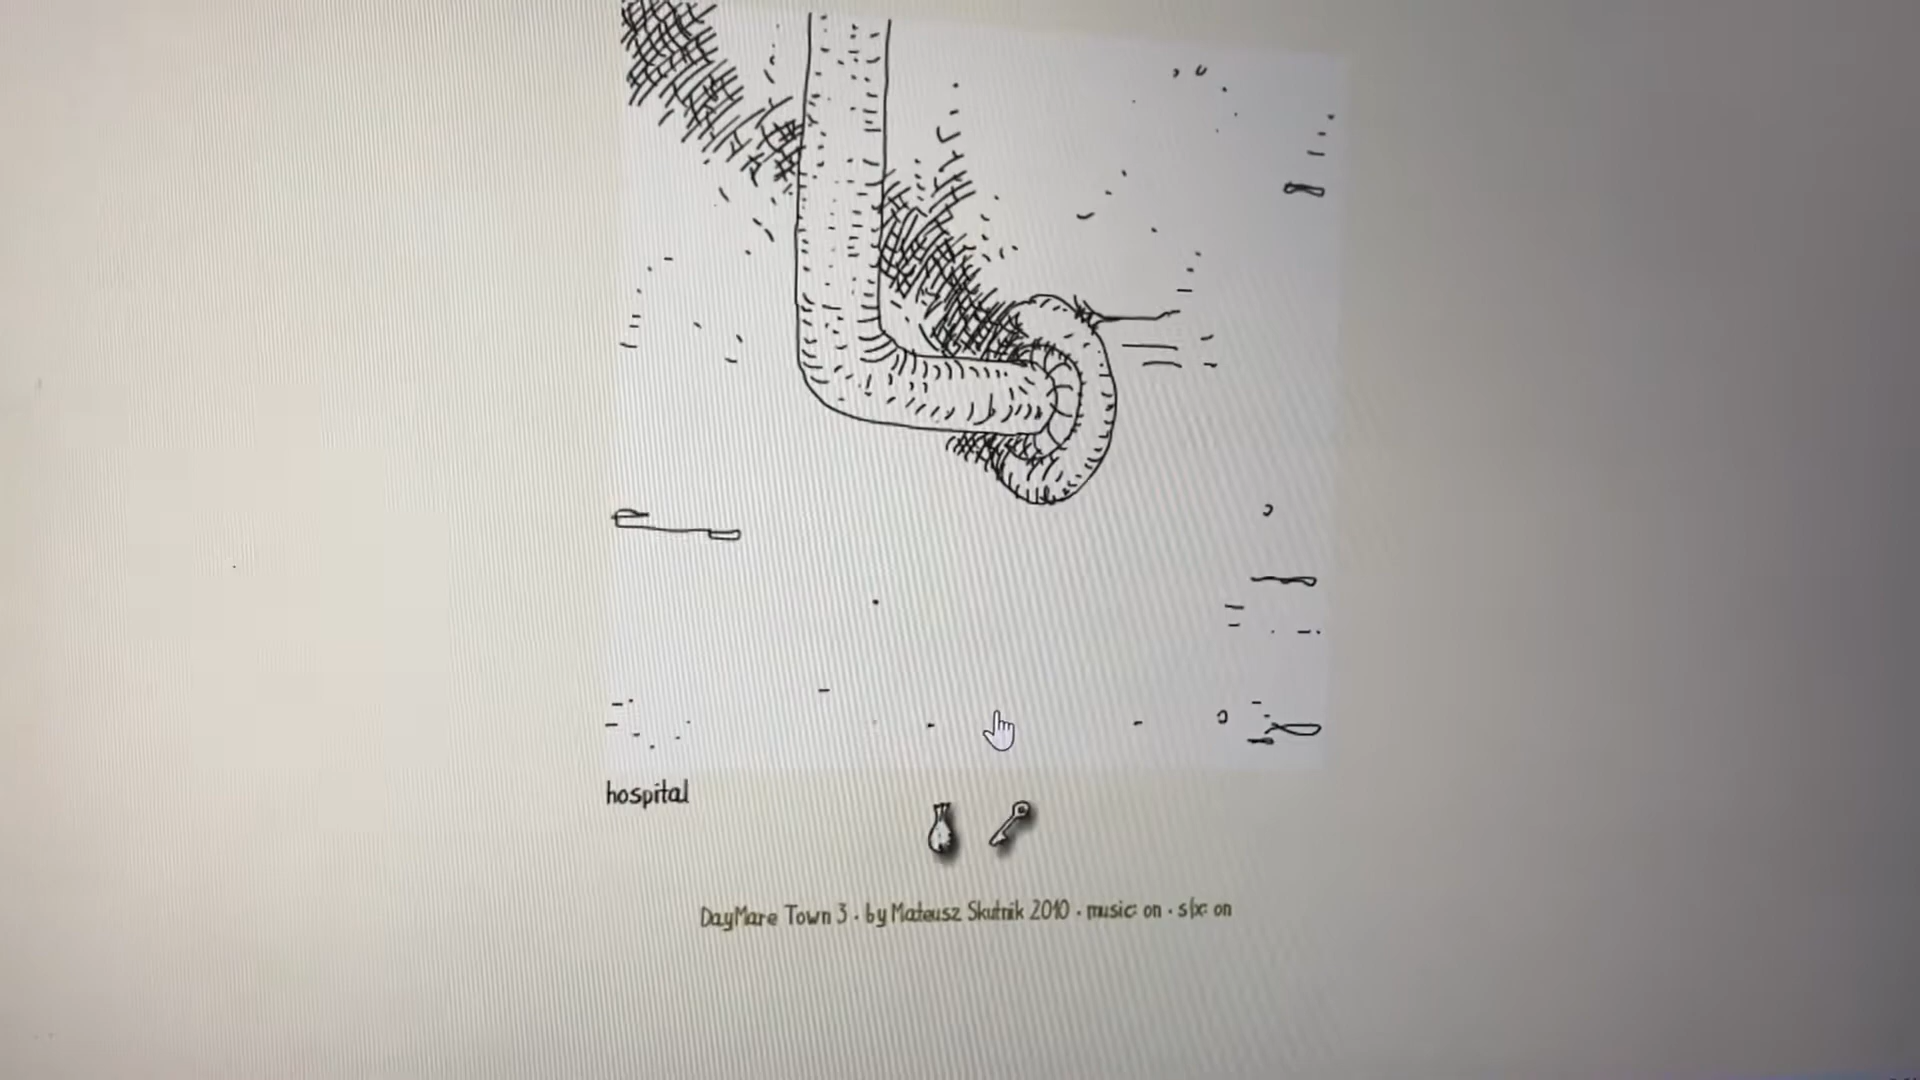 hospital
DayMare Town 3 · by Mateusz Skutnik 2010 · music: on · sfx: on